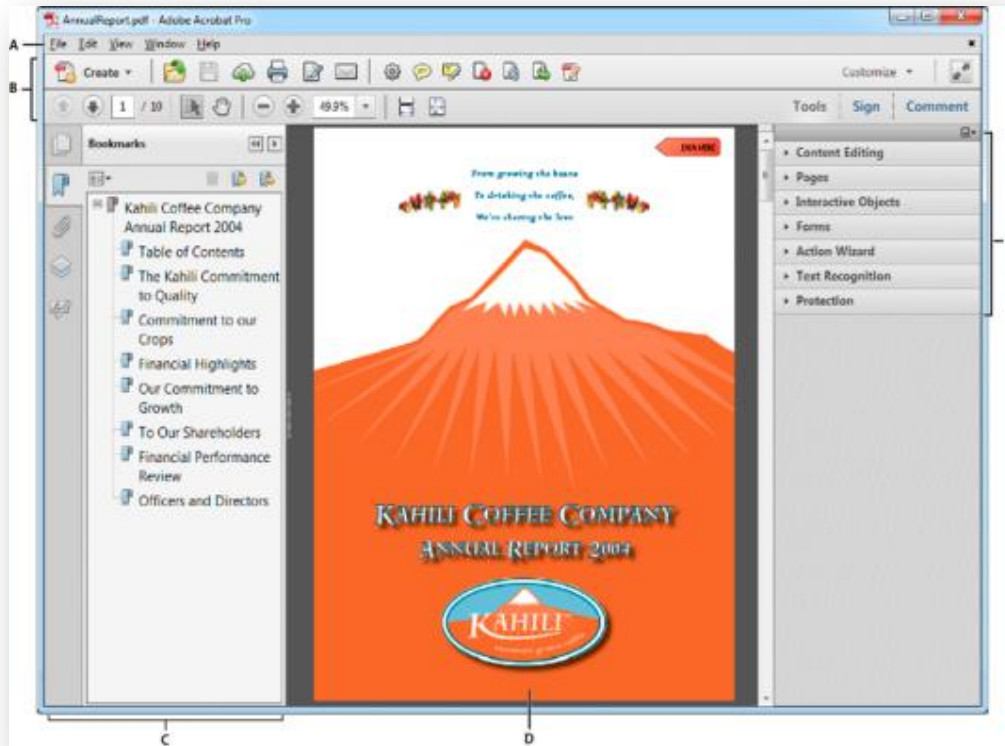 AnnualReport.pdf - Adobe Acrobat Pro
A
File Edit View Window Help
B
Create
Customize
1 / 10
49.9%
Tools Sign Comment
Bookmarks
Kahili Coffee Company
Annual Report 2004
Table of Contents
The Kahili Commitment
to Quality
Commitment to our
Crops
Financial Highlights
Our Commitment to
Growth
To Our Shareholders
Financial Performance
Review
Officers and Directors
From growing the beans
To drinking the coffee,
We're sharing the love
KAHILI COFFEE COMPANY
ANNUAL REPORT 2004
KAHILI
Content Editing
Pages
Interactive Objects
Forms
Action Wizard
Text Recognition
Protection
C
D